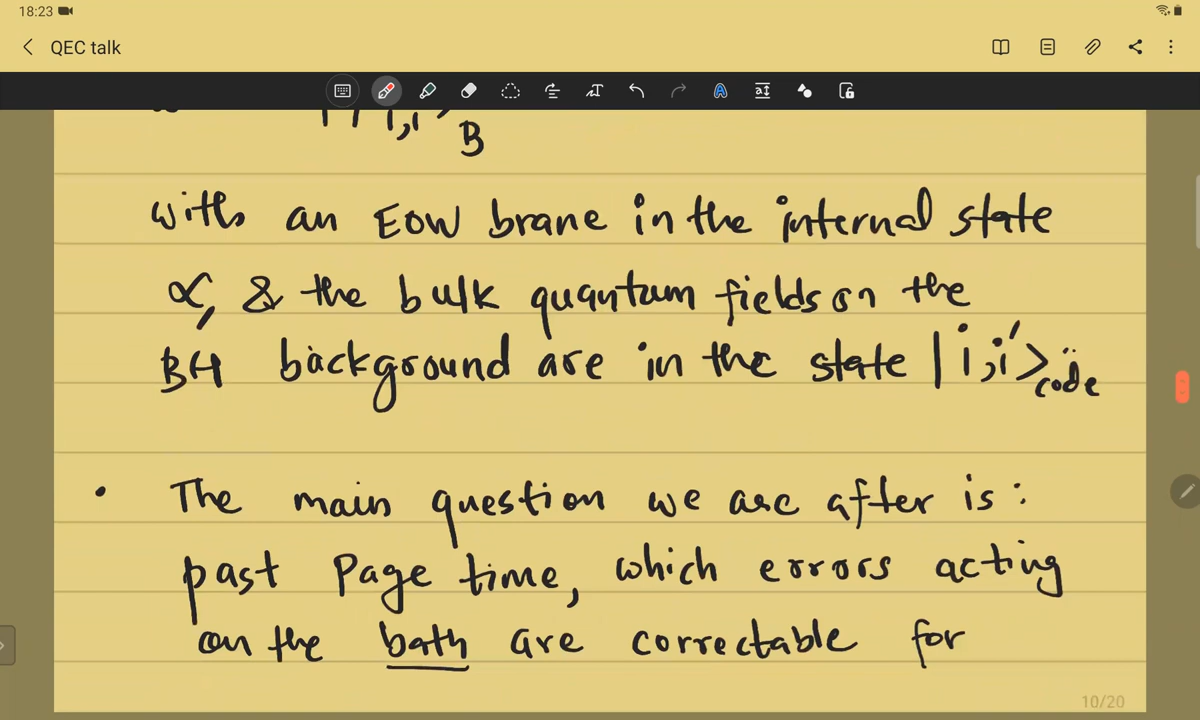 18:23
QEC talk
B
with an EOW brane in the internal state
α, & the bulk quantum fields on the
BH background are in the state |i,i'>code
• The main question we are after is:
past Page time, which errors acting
on the bath are correctable for
10/20